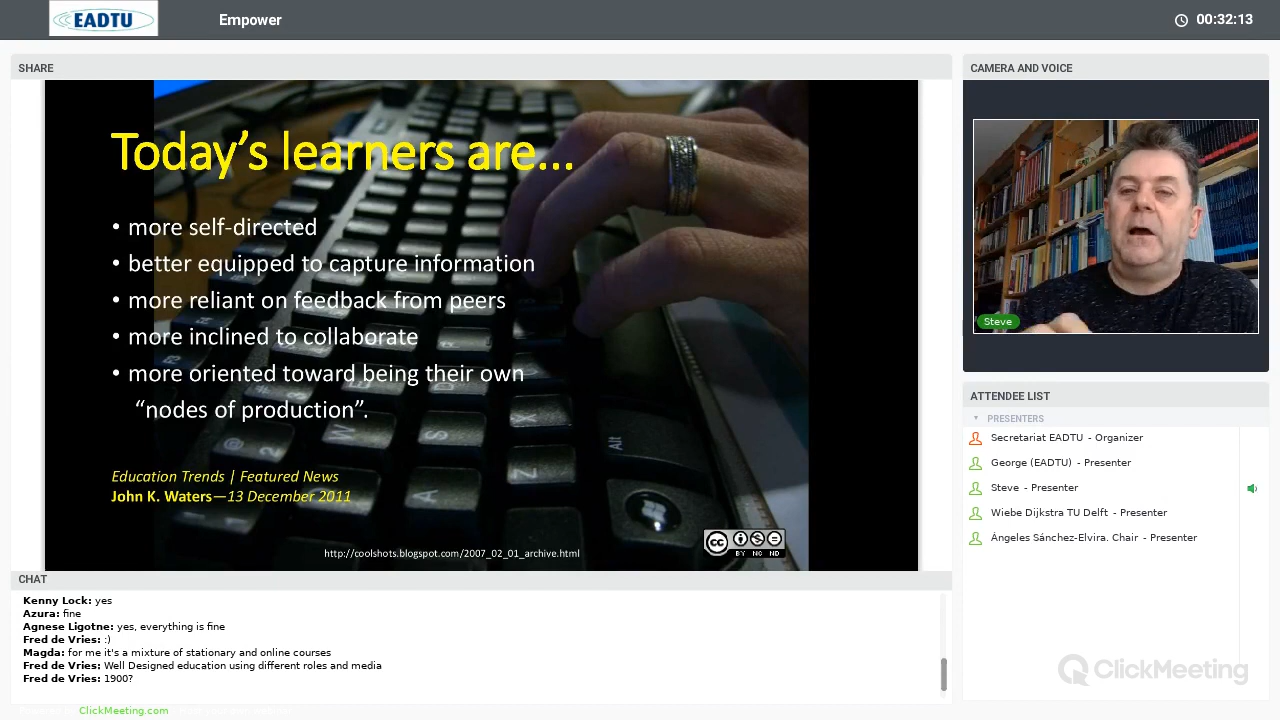 EADTU
Empower
00:32:13
SHARE
CAMERA AND VOICE
Today's learners are...
• more self-directed
• better equipped to capture information
• more reliant on feedback from peers
• more inclined to collaborate
• more oriented toward being their own
“nodes of production”.
Education Trends | Featured News
John K. Waters—13 December 2011
http://coolshots.blogspot.com/2007_02_01_archive.html
cc
BY NC ND
Alt
W
S
Z
A
@
Steve
ATTENDEE LIST
PRESENTERS
Secretariat EADTU - Organizer
George (EADTU) - Presenter
Steve - Presenter
Wiebe Dijkstra TU Delft - Presenter
Ángeles Sánchez-Elvira. Chair - Presenter
CHAT
Kenny Lock: yes
Azura: fine
Agnese Ligotne: yes, everything is fine
Fred de Vries: :)
Magda: for me it's a mixture of stationary and online courses
Fred de Vries: Well Designed education using different roles and media
Fred de Vries: 1900?
ClickMeeting
ClickMeeting.com